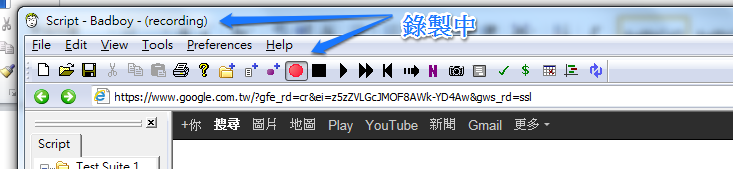 Script - Badboy - (recording)
錄製中
File Edit View Tools Preferences Help
N
https://www.google.com.tw/?gfe_rd=cr&ei=z5zZVLGcJMOF8AWk-YD4Aw&gws_rd=ssl
+你 搜尋 圖片 地圖 Play YouTube 新聞 Gmail 更多
Script
Test Suite 1